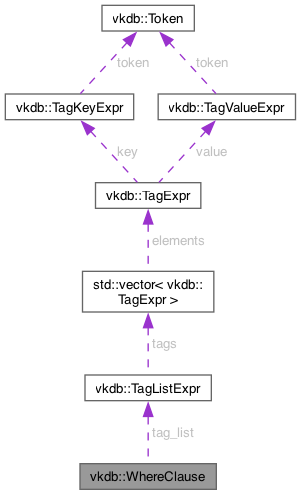 vkdb::Token
token
token
vkdb::TagKeyExpr
vkdb::TagValueExpr
key
value
vkdb::TagExpr
elements
std::vector< vkdb::
TagExpr >
tags
vkdb::TagListExpr
tag_list
vkdb::WhereClause